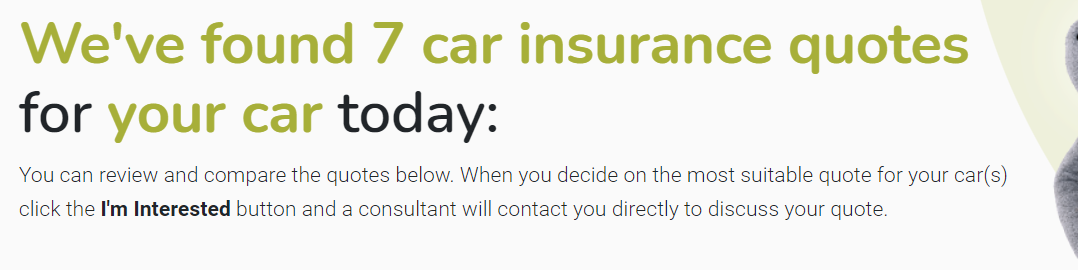 We've found 7 car insurance quotes
for your car today:
You can review and compare the quotes below. When you decide on the most suitable quote for your car(s)
click the I'm Interested button and a consultant will contact you directly to discuss your quote.